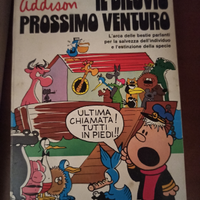 addison
IL DILUVIO
PROSSIMO VENTURO
L'arca delle bestie parlanti
per la salvezza dell'individuo
e l'estinzione della specie
ULTIMA
CHIAMATA!
TUTTI
IN PIEDI!!